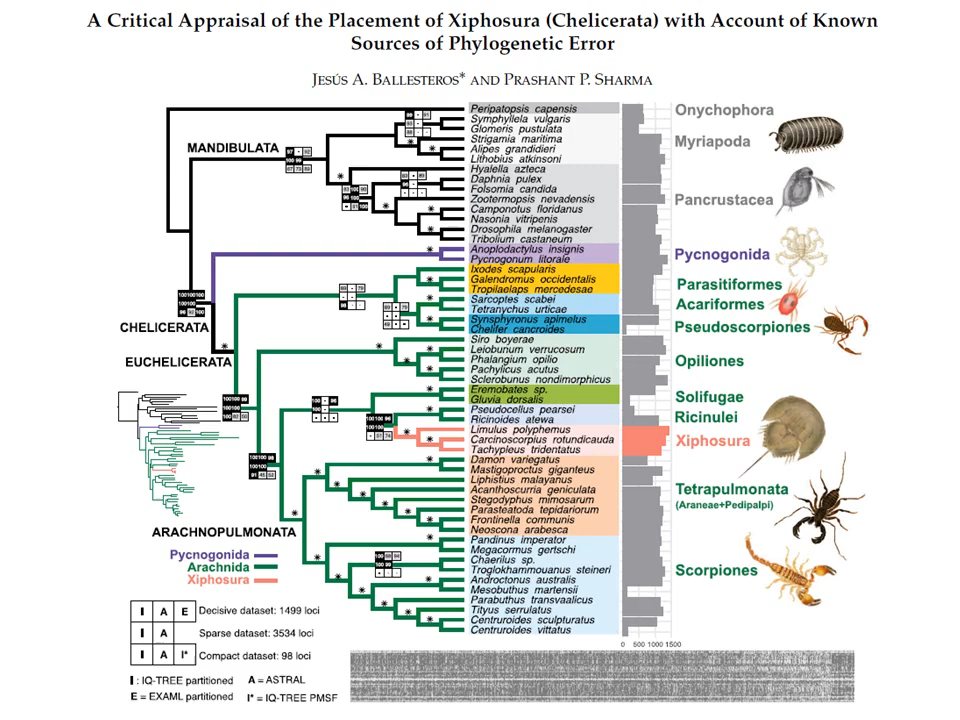 A Critical Appraisal of the Placement of Xiphosura (Chelicerata) with Account of Known
Sources of Phylogenetic Error
JESÚS A. BALLESTEROS* AND PRASHANT P. SHARMA
MANDIBULATA
CHELICERATA
EUCHELICERATA
ARACHNOPULMONATA
Peripatopsis capensis
Symphylela vulgaris
Glomeris pustulata
Strigamia maritima
Alipes grandidieri
Lithobius atkinsoni
Hyalella azteca
Daphnia pulex
Folsomia candida
Zootermopsis nevadensis
Camponotus floridanus
Nasonia vitripenis
Drosophila melanogaster
Tribolium castaneum
Anoplodactylus insignis
Pycnogonum litorale
Ixodes scapularis
Galendromus occidentalis
Tropilaelaps mercedesae
Sarcoptes scabei
Tetranychus urticae
Synsphyronus apimelus
Chelifer cancroides
Siro boyerae
Leiobunum verrucosum
Phalangium opilio
Pachylicus acutus
Sclerobunus nondimorphicus
Eremobates sp.
Gluvia dorsalis
Pseudocellus pearsei
Ricinoides atewa
Limulus polyphemus
Carcinoscorpius rotundicauda
Tachypleus tridentatus
Damon variegatus
Mastigoproctus giganteus
Liphistius malayanus
Acanthoscurria geniculata
Stegodyphus mimosarum
Parasteatoda tepidariorum
Frontinella communis
Neoscona arabesca
Pandinus imperator
Megacormus gertschi
Chaerilus sp.
Troglokhammouanus steineri
Androctonus australis
Mesobuthus martensii
Parabuthus transvaalicus
Tityus serrulatus
Centruroides sculpturatus
Centruroides vittatus
0 500 1000 1500
Onychophora
Myriapoda
Pancrustacea
Pycnogonida
Parasitiformes
Acariformes
Pseudoscorpiones
Opiliones
Solifugae
Ricinulei
Xiphosura
Tetrapulmonata
(Araneae+Pedipalpi)
Scorpiones
Pycnogonida
Arachnida
Xiphosura
I A E Decisive dataset: 1499 loci
I A Sparse dataset: 3534 loci
I A I* Compact dataset: 98 loci
I : IQ-TREE partitioned A = ASTRAL
E = EXAML partitioned I* = IQ-TREE PMSF